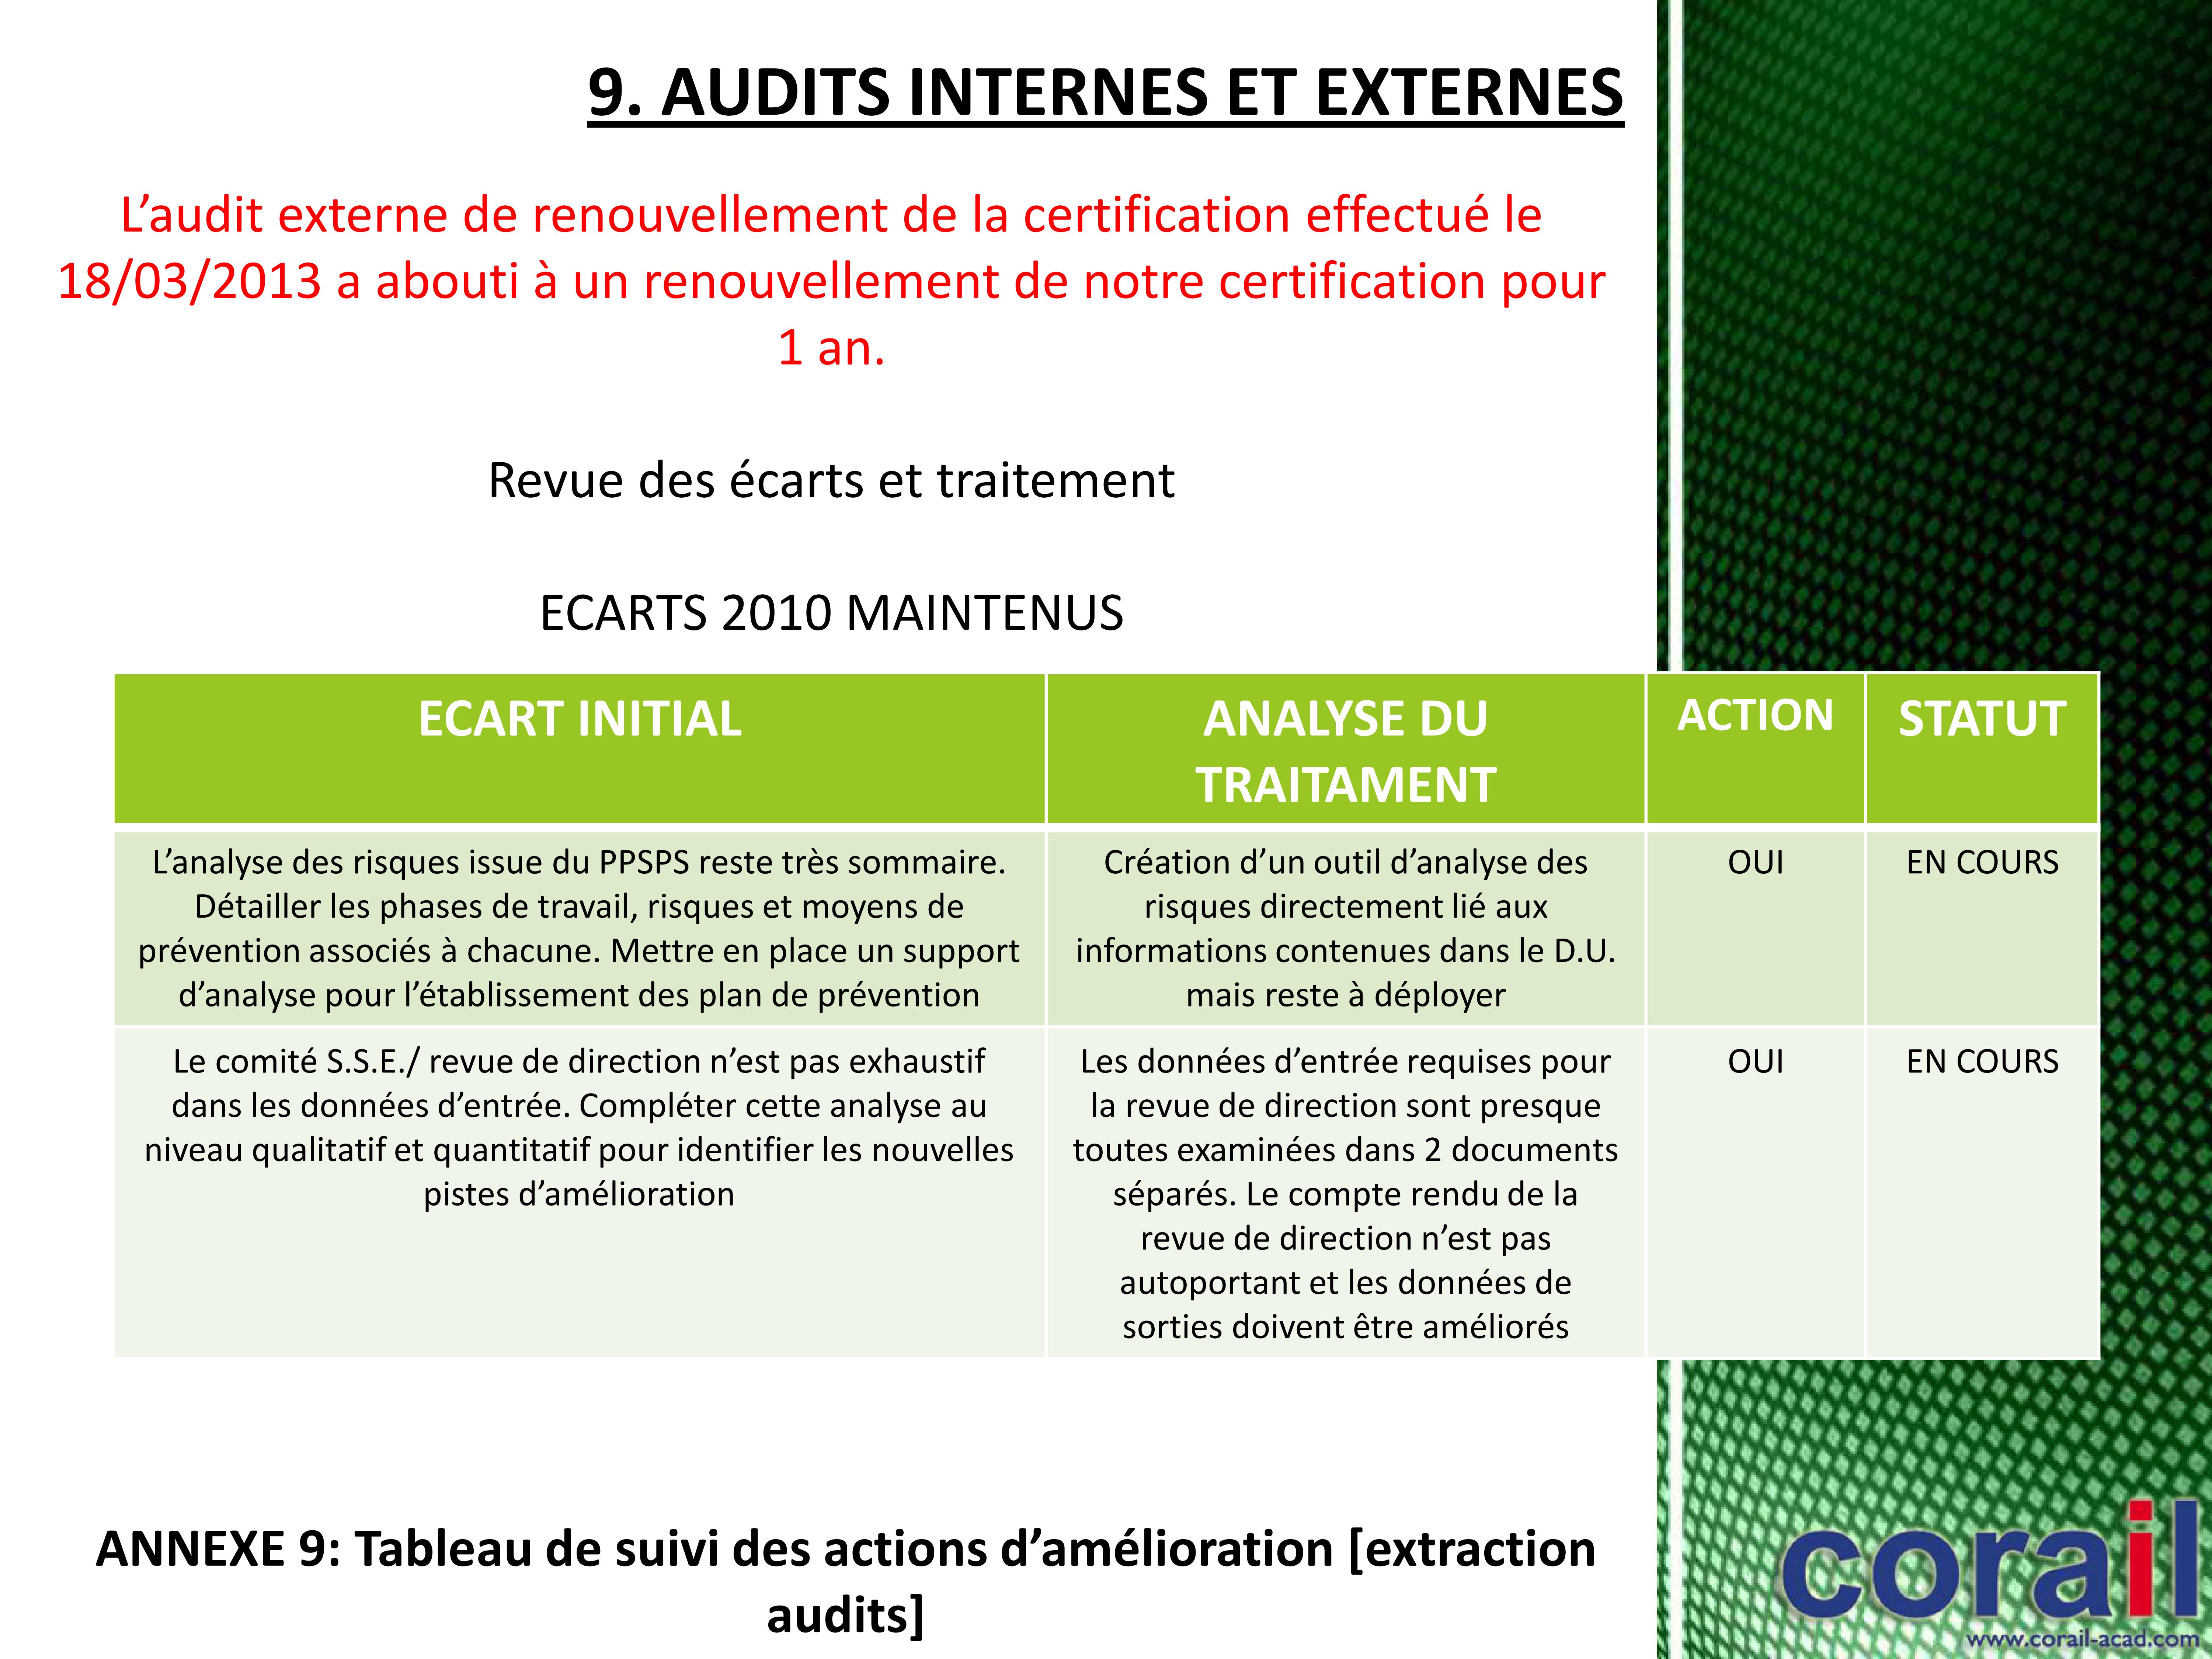 9. AUDITS INTERNES ET EXTERNES
L’audit externe de renouvellement de la certification effectué le
18/03/2013 a abouti à un renouvellement de notre certification pour
1 an.
Revue des écarts et traitement
ECARTS 2010 MAINTENUS
ECART INITIAL
ANALYSE DU
TRAITAMENT
ACTION
STATUT
L’analyse des risques issue du PPSPS reste très sommaire.
Détailler les phases de travail, risques et moyens de
prévention associés à chacune. Mettre en place un support
d’analyse pour l’établissement des plan de prévention
Création d’un outil d’analyse des
risques directement lié aux
informations contenues dans le D.U.
mais reste à déployer
OUI
EN COURS
Le comité S.S.E./ revue de direction n’est pas exhaustif
dans les données d’entrée. Compléter cette analyse au
niveau qualitatif et quantitatif pour identifier les nouvelles
pistes d’amélioration
Les données d’entrée requises pour
la revue de direction sont presque
toutes examinées dans 2 documents
séparés. Le compte rendu de la
revue de direction n’est pas
autoportant et les données de
sorties doivent être améliorés
OUI
EN COURS
ANNEXE 9: Tableau de suivi des actions d’amélioration [extraction
audits]
corail
www.corail-acad.com